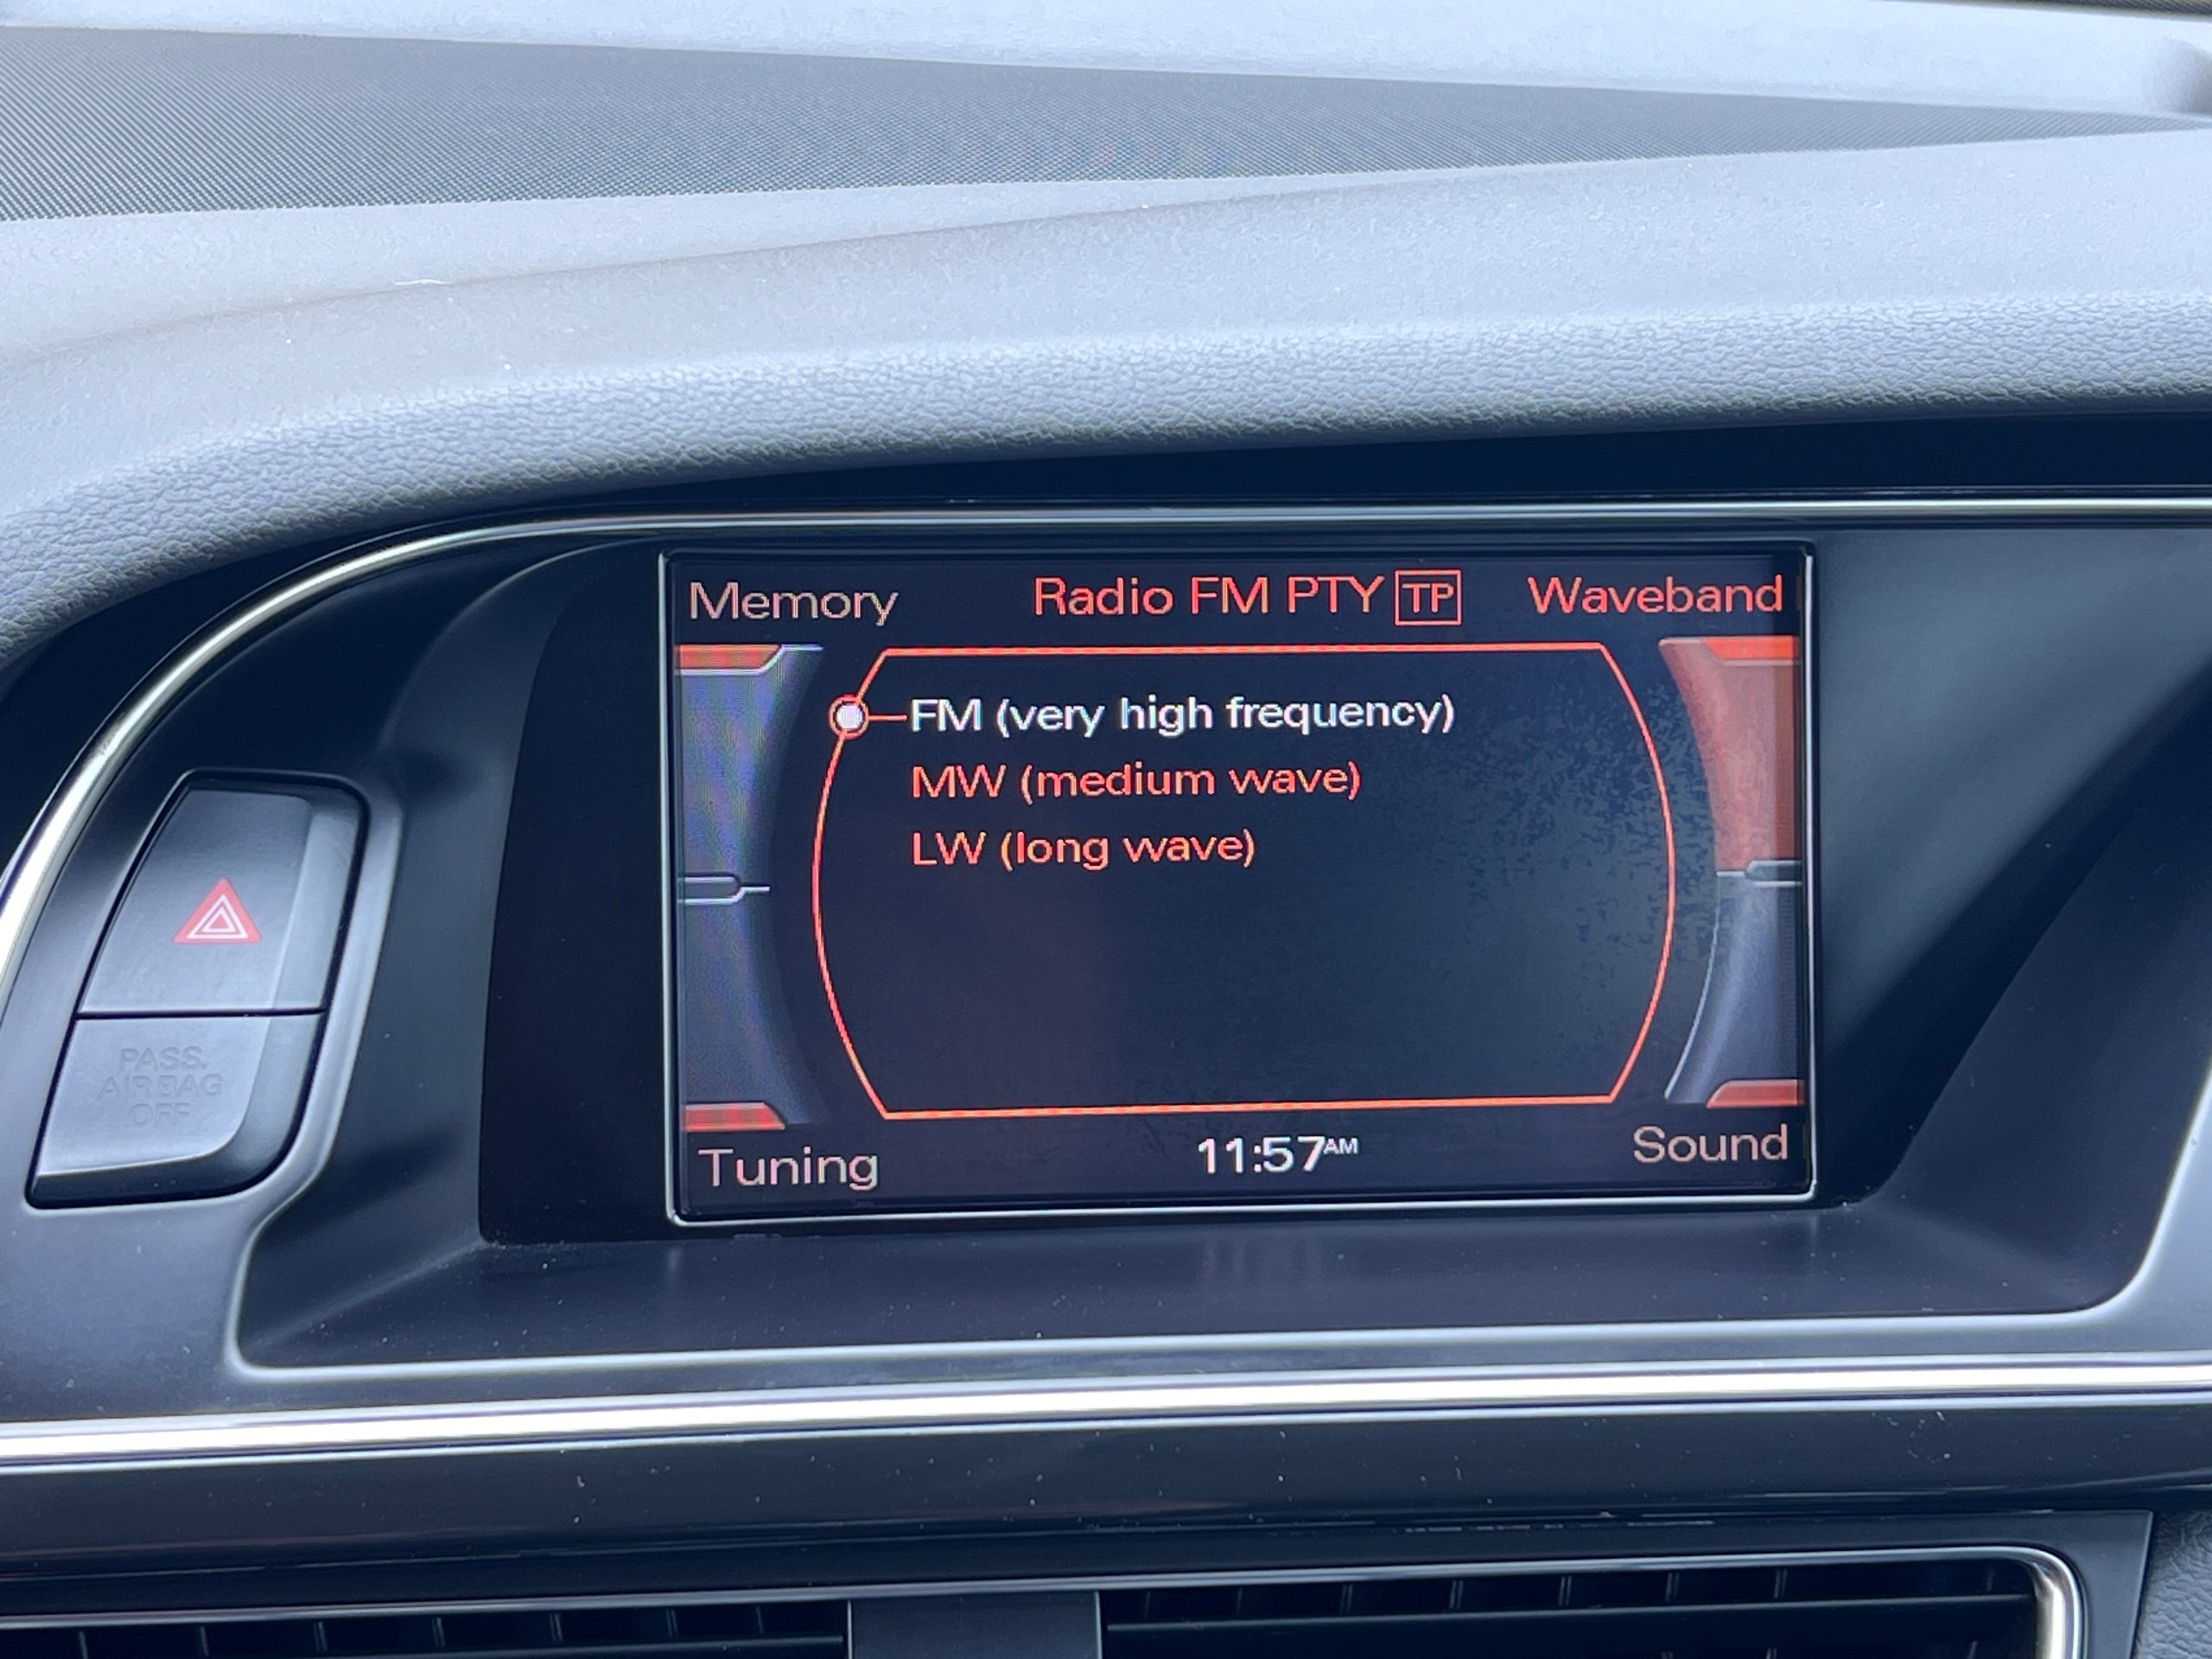 Memory
Radio FM PTY TP
Waveband
FM (very high frequency)
MW (medium wave)
LW (long wave)
Tuning
11:57 AM
Sound
PASS.
AIR BAG
OFF